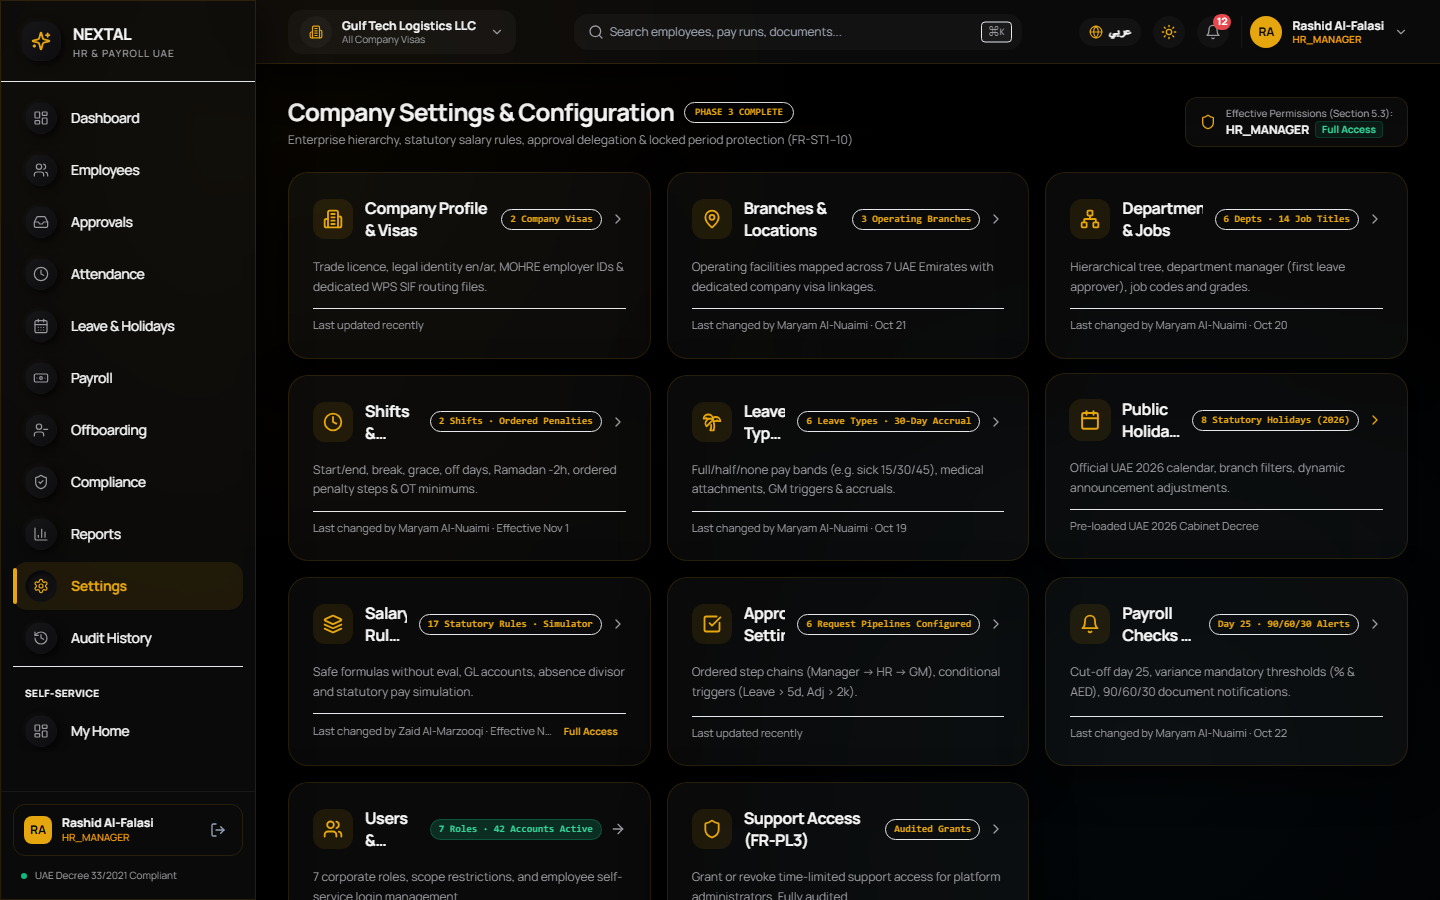 NEXTAL
HR & PAYROLL UAE
Gulf Tech Logistics LLC
All Company Visas
Search employees, pay runs, documents...
⌘K
عربي
12
RA
Rashid Al-Falasi
HR_MANAGER
Dashboard
Employees
Approvals
Attendance
Leave & Holidays
Payroll
Offboarding
Compliance
Reports
Settings
Audit History
SELF-SERVICE
My Home
RA
Rashid Al-Falasi
HR_MANAGER
UAE Decree 33/2021 Compliant
Company Settings & Configuration
PHASE 3 COMPLETE
Enterprise hierarchy, statutory salary rules, approval delegation & locked period protection (FR-ST1–10)
Effective Permissions (Section 5.3):
HR_MANAGER Full Access
Company Profile
& Visas
2 Company Visas
Trade licence, legal identity en/ar, MOHRE employer IDs &
dedicated WPS SIF routing files.
Last updated recently
Branches &
Locations
3 Operating Branches
Operating facilities mapped across 7 UAE Emirates with
dedicated company visa linkages.
Last changed by Maryam Al-Nuaimi · Oct 21
Departmen
& Jobs
6 Depts · 14 Job Titles
Hierarchical tree, department manager (first leave
approver), job codes and grades.
Last changed by Maryam Al-Nuaimi · Oct 20
Shifts
&...
2 Shifts · Ordered Penalties
Start/end, break, grace, off days, Ramadan -2h, ordered
penalty steps & OT minimums.
Last changed by Maryam Al-Nuaimi · Effective Nov 1
Leave
Typ...
6 Leave Types · 30-Day Accrual
Full/half/none pay bands (e.g. sick 15/30/45), medical
attachments, GM triggers & accruals.
Last changed by Maryam Al-Nuaimi · Oct 19
Public
Holida...
8 Statutory Holidays (2026)
Official UAE 2026 calendar, branch filters, dynamic
announcement adjustments.
Pre-loaded UAE 2026 Cabinet Decree
Salary
Rul...
17 Statutory Rules · Simulator
Safe formulas without eval, GL accounts, absence divisor
and statutory pay simulation.
Last changed by Zaid Al-Marzooqi · Effective N... Full Access
Appro
Settin
6 Request Pipelines Configured
Ordered step chains (Manager → HR → GM), conditional
triggers (Leave > 5d, Adj > 2k).
Last updated recently
Payroll
Checks ...
Day 25 · 90/60/30 Alerts
Cut-off day 25, variance mandatory thresholds (% &
AED), 90/60/30 document notifications.
Last changed by Maryam Al-Nuaimi · Oct 22
Users
&...
7 Roles · 42 Accounts Active
7 corporate roles, scope restrictions, and employee self-
service login management.
Support Access
(FR-PL3)
Audited Grants
Grant or revoke time-limited support access for platform
administrators. Fully audited.